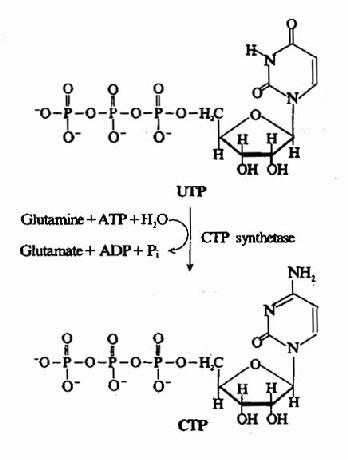 O
H
N
O
N
O O O
⁻O–P–O–P–O–P–O–H₂C
O
O⁻ O⁻ O⁻
H H
H H
OH OH
UTP
Glutamine + ATP + H₂O
CTP synthetase
Glutamate + ADP + Pᵢ
NH₂
N
O
N
O O O
⁻O–P–O–P–O–P–O–H₂C
O
O⁻ O⁻ O⁻
H H
H H
OH OH
CTP